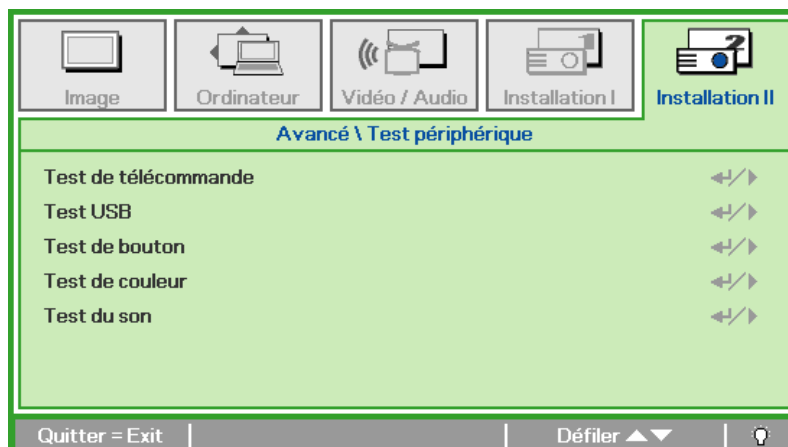 Image
Ordinateur
Vidéo / Audio
Installation I
Installation II
Avancé \ Test périphérique
Test de télécommande
Test USB
Test de bouton
Test de couleur
Test du son
Quitter = Exit
Défiler ▲▼